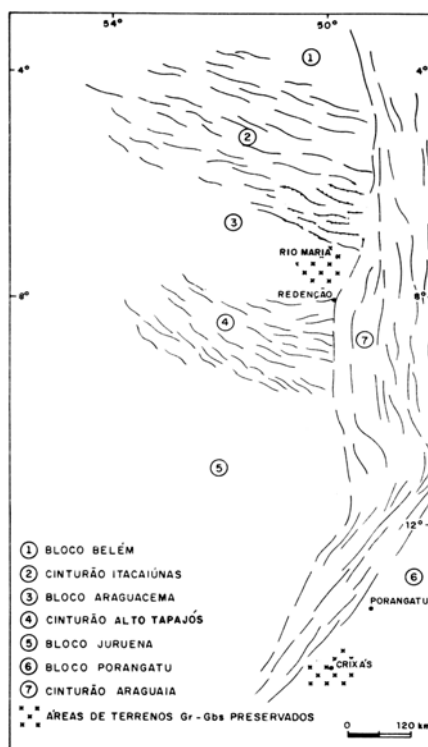 54° 50°
①
4° 4°
②
③
RIO MARIA
REDENÇÃO
8° 8°
④
⑦
⑤
12°
⑥
PORANGATU
CRIXÁS
① BLOCO BELÉM
② CINTURÃO ITACAIÚNAS
③ BLOCO ARAGUACEMA
④ CINTURÃO ALTO TAPAJÓS
⑤ BLOCO JURUENA
⑥ BLOCO PORANGATU
⑦ CINTURÃO ARAGUAIA
ÁREAS DE TERRENOS Gr-Gbs PRESERVADOS
0 120 km